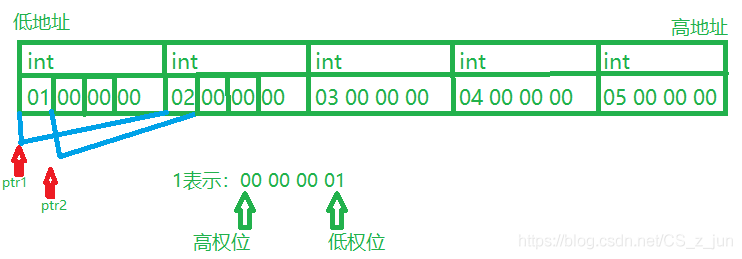 低地址 高地址
int int int int int
01 00 00 00 02 00 00 00 03 00 00 00 04 00 00 00 05 00 00 00
ptr1
ptr2
1表示：00 00 00 01
高权位 低权位
https://blog.csdn.net/CS_z_jun